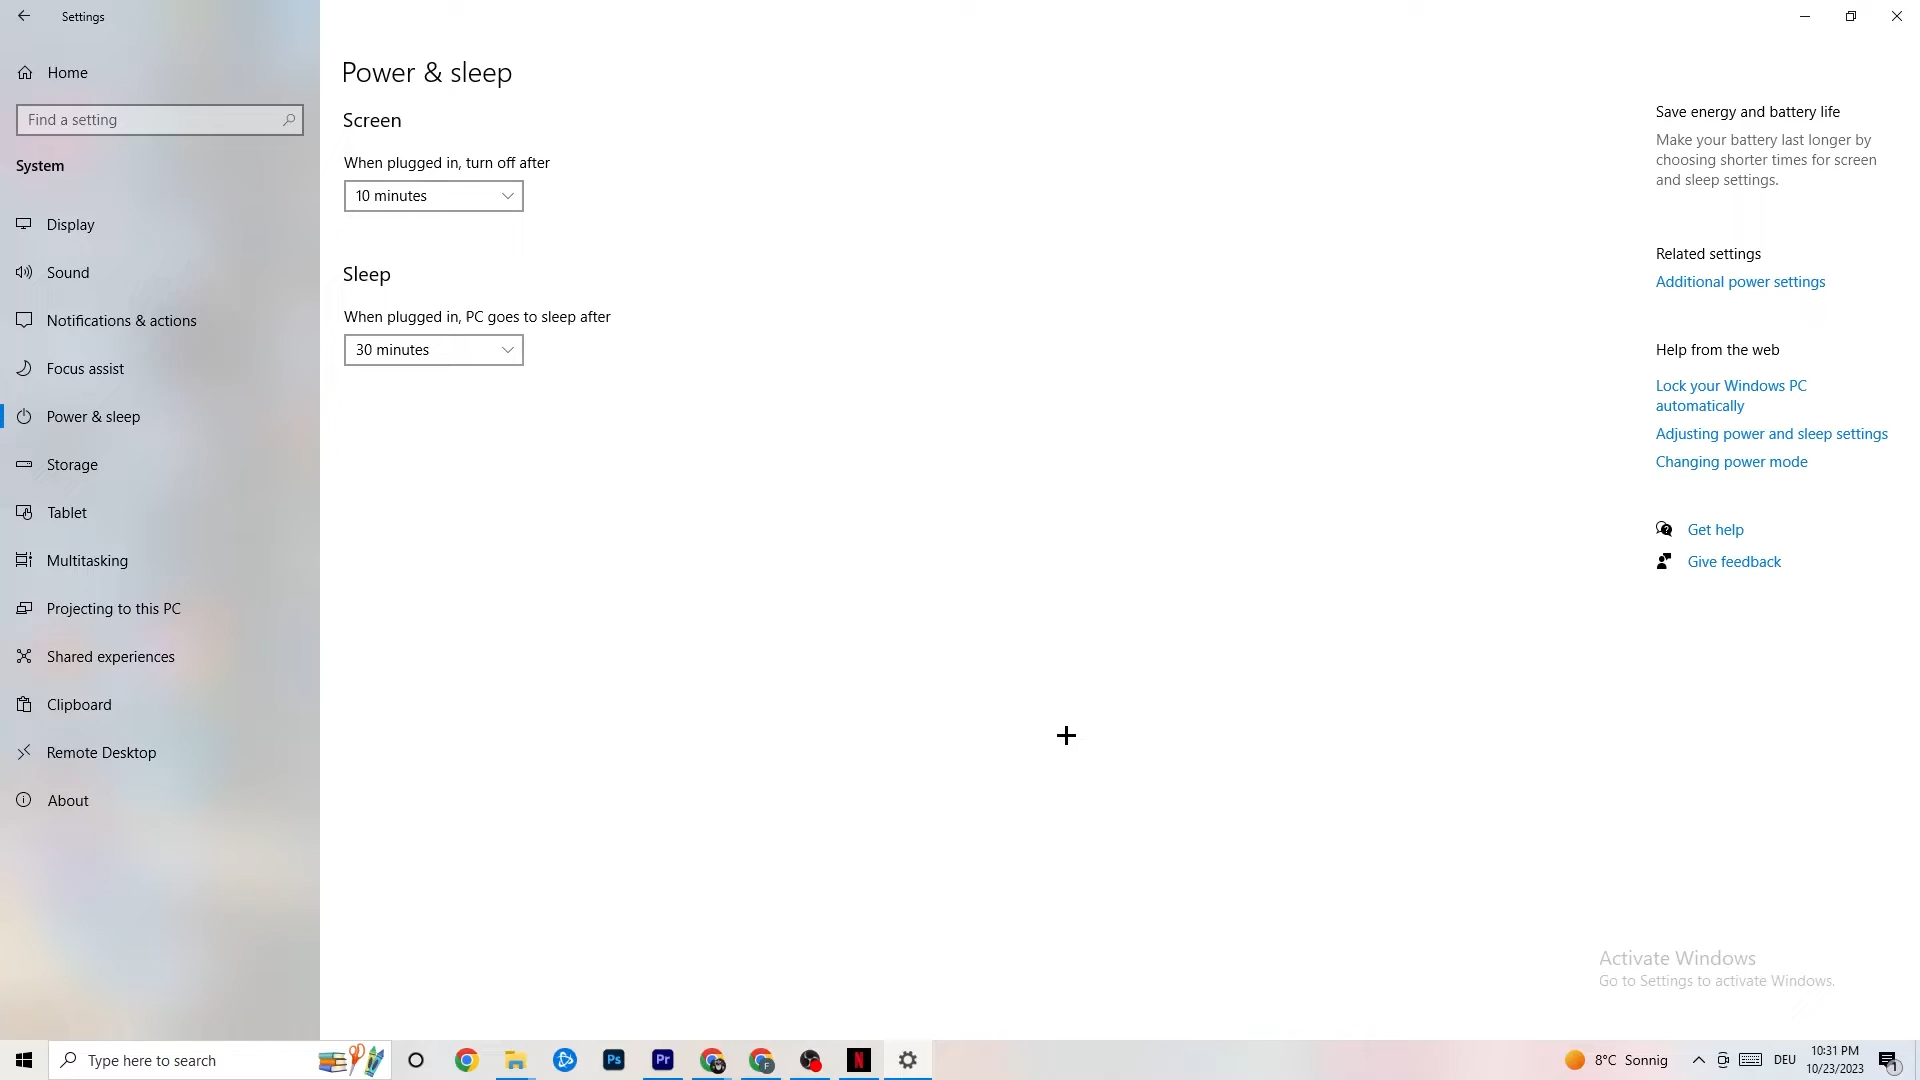 Settings
Home
Find a setting
System
Display
Sound
Notifications & actions
Focus assist
Power & sleep
Storage
Tablet
Multitasking
Projecting to this PC
Shared experiences
Clipboard
Remote Desktop
About
Power & sleep
Screen
When plugged in, turn off after
10 minutes
Sleep
When plugged in, PC goes to sleep after
30 minutes
Save energy and battery life
Make your battery last longer by
choosing shorter times for screen
and sleep settings.
Related settings
Additional power settings
Help from the web
Lock your Windows PC
automatically
Adjusting power and sleep settings
Changing power mode
Get help
Give feedback
Activate Windows
Go to Settings to activate Windows.
Type here to search
Ps
Pr
F
N
8°C Sonnig
DEU
10:31 PM
10/23/2023
1